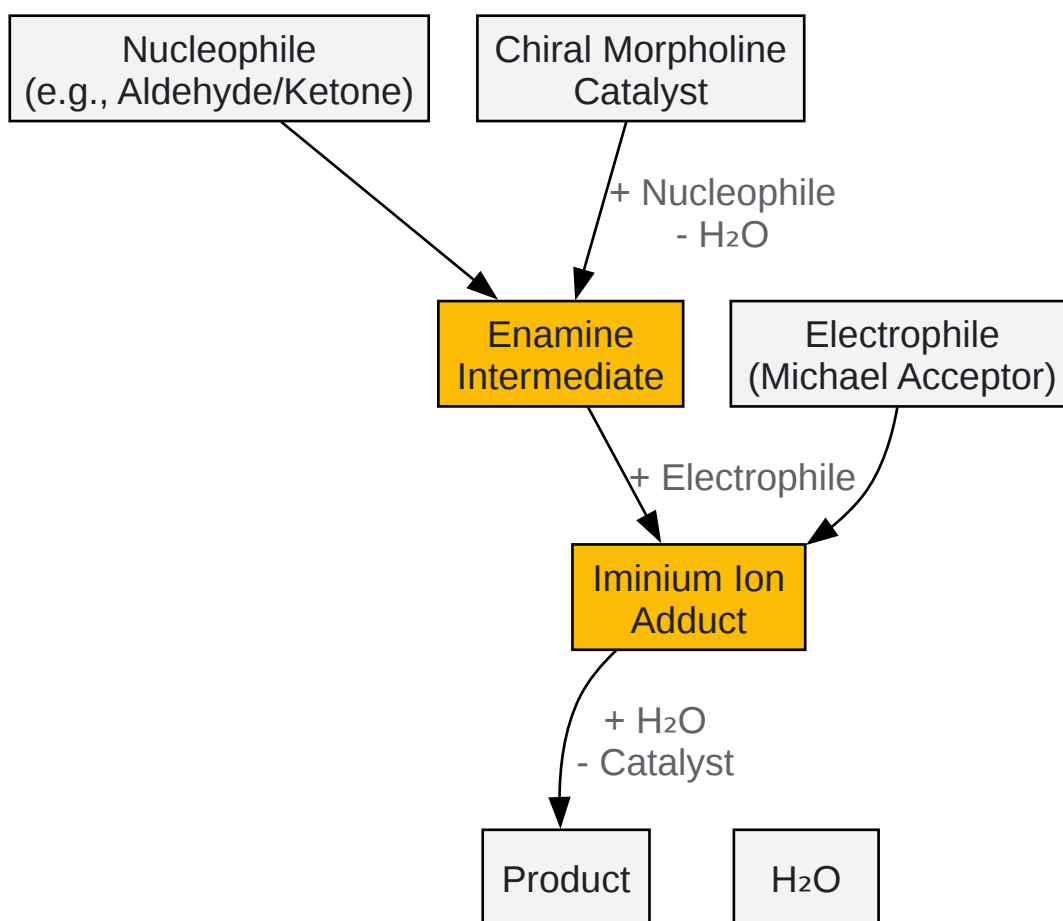 Nucleophile
(e.g., Aldehyde/Ketone)
Chiral Morpholine
Catalyst
+ Nucleophile
- H₂O
Enamine
Intermediate
Electrophile
(Michael Acceptor)
+ Electrophile
Iminium Ion
Adduct
+ H₂O
- Catalyst
Product
H₂O